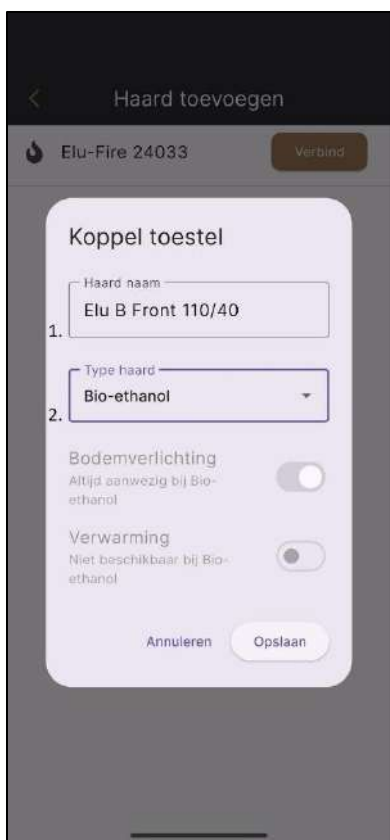 Haard toevoegen
Elu-Fire 24033
Verbind
Koppel toestel
Haard naam
Elu B Front 110/40
1.
Type haard
Bio-ethanol
2.
Bodemverlichting
Altijd aanwezig bij Bio-
ethanol
Verwarming
Niet beschikbaar bij Bio-
ethanol
Annuleren
Opslaan